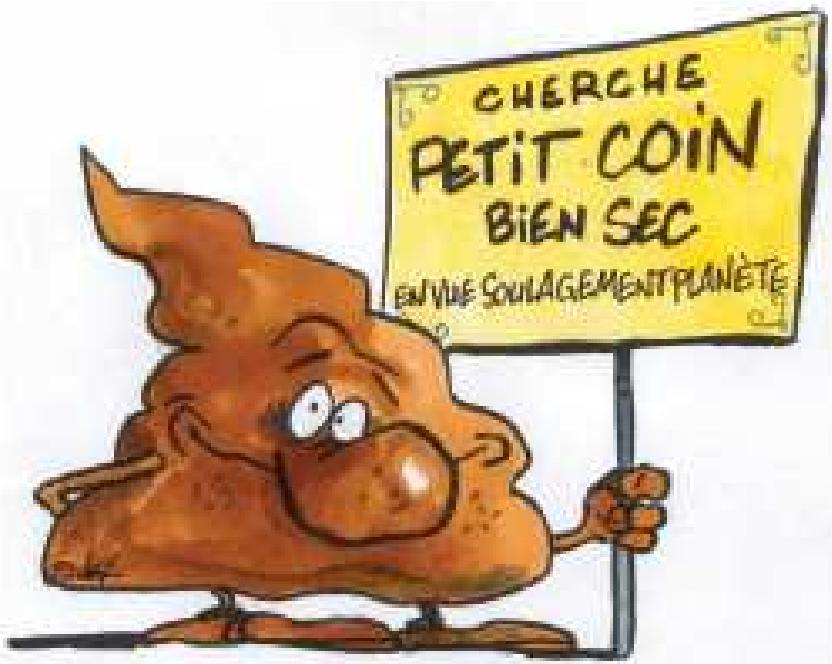 CHERCHE
PETiT COiN
BiEN SEC
EN VUE SOULAGEMENT PLANÈTE